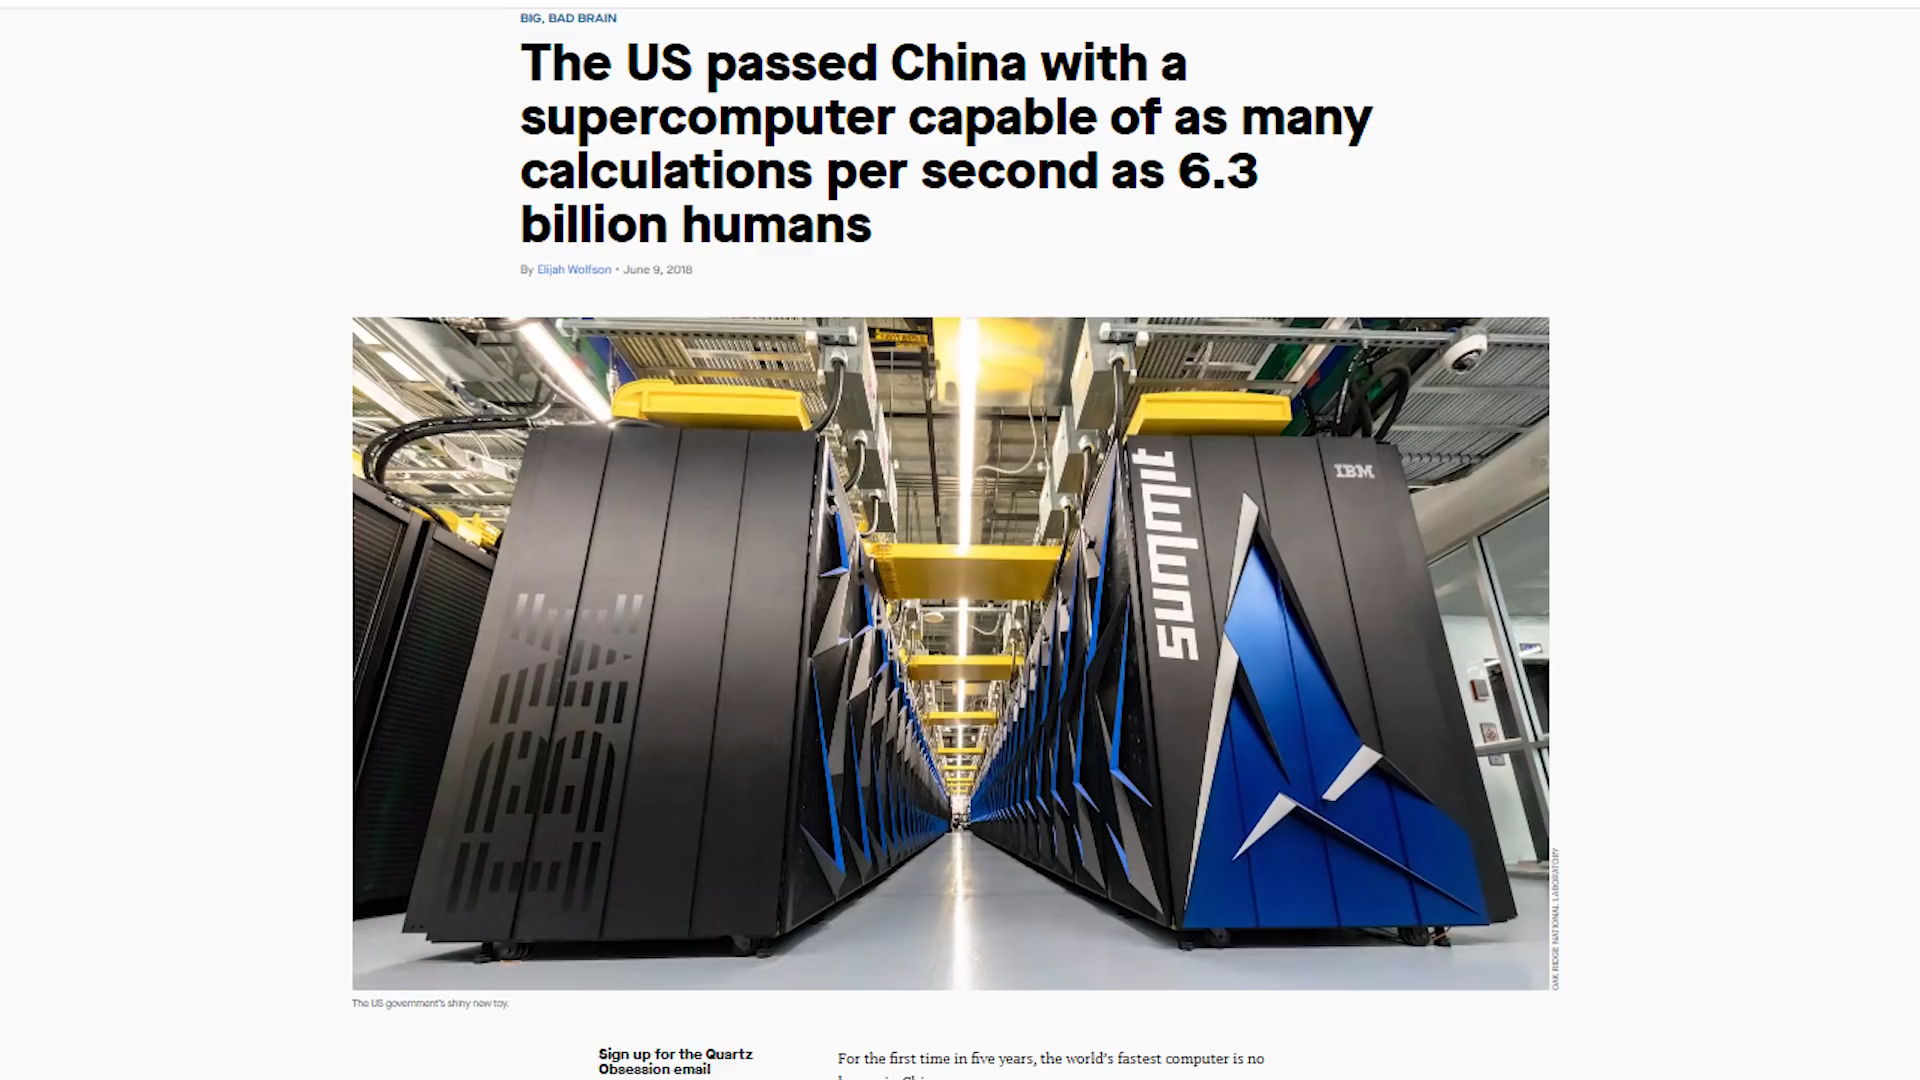 BIG, BAD BRAIN
The US passed China with a
supercomputer capable of as many
calculations per second as 6.3
billion humans
By Elijah Wolfson • June 9, 2018
IBM
summit
IBM
OAK RIDGE NATIONAL LABORATORY
The US government's shiny new toy.
Sign up for the Quartz
Obsession email
For the first time in five years, the world's fastest computer is no